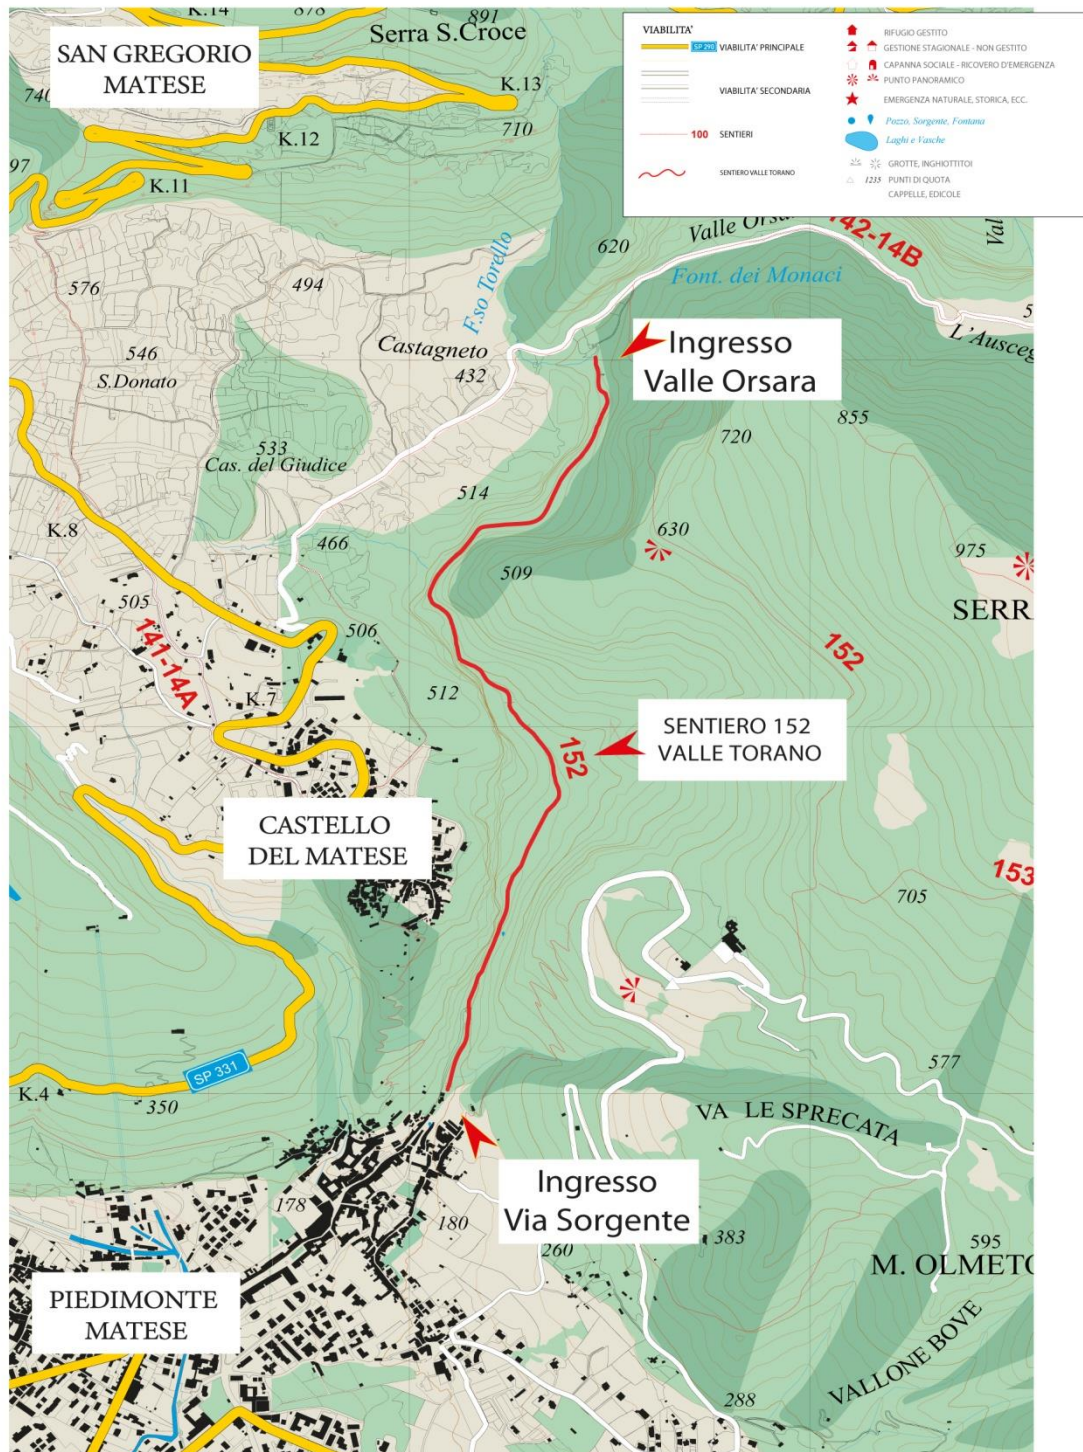 K.14
878
891
Serra S.Croce
SAN GREGORIO
MATESE
740
K.13
710
K.12
97
K.11
VIABILITA'
SP 290 VIABILITA' PRINCIPALE
VIABILITA' SECONDARIA
100 SENTIERI
SENTIERO VALLE TORANO
RIFUGIO GESTITO
GESTIONE STAGIONALE - NON GESTITO
CAPANNA SOCIALE - RICOVERO D'EMERGENZA
PUNTO PANORAMICO
EMERGENZA NATURALE, STORICA, ECC.
Pozzo, Sorgente, Fontana
Laghi e Vasche
GROTTE, INGHIOTTITOI
1235 PUNTI DI QUOTA
CAPPELLE, EDICOLE
620
Valle Orsar
142-14B
Val
F.so Torello
Font. dei Monaci
576
494
5
L'Ausceg
546
S.Donato
Castagneto
432
Ingresso
Valle Orsara
855
720
533
Cas. del Giudice
514
K.8
466
630
975
509
505
506
SERR
141-14A
152
K.7
512
SENTIERO 152
VALLE TORANO
152
CASTELLO
DEL MATESE
153
705
SP 331
K.4
350
577
VA LE SPRECATA
Ingresso
Via Sorgente
178
180
260
383
595
M. OLMETO
PIEDIMONTE
MATESE
VALLONE BOVE
288